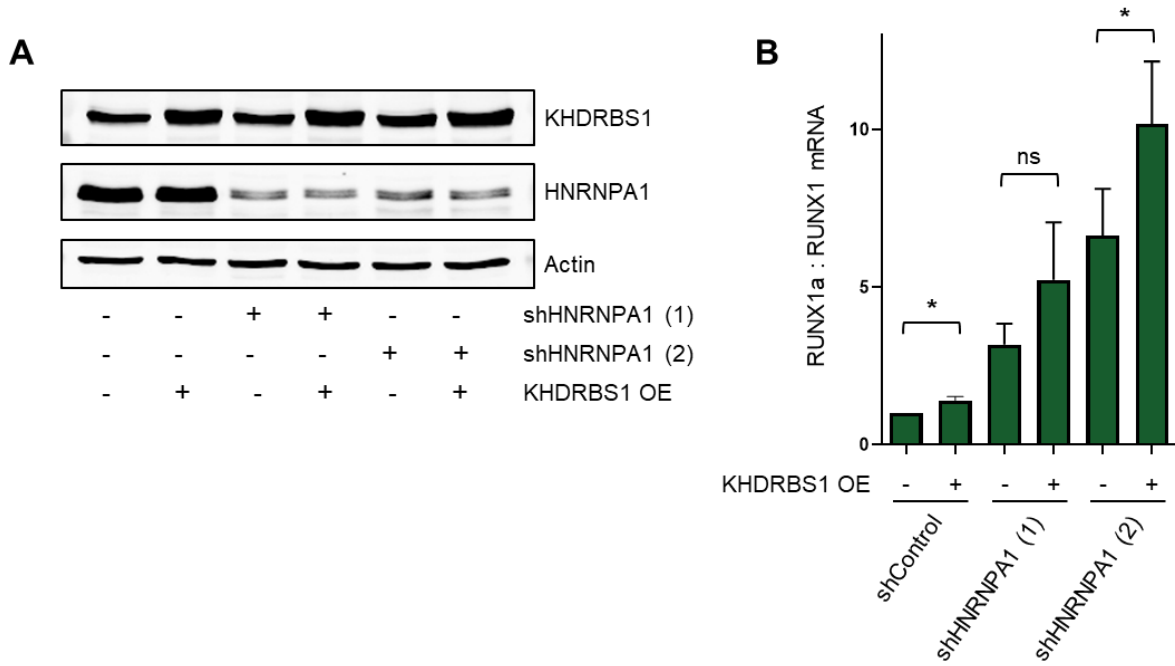 A
KHDRBS1
HNRNPA1
Actin
- - + + - - shHNRNPA1 (1)
- - - - + + shHNRNPA1 (2)
- + - + - + KHDRBS1 OE
B
RUNX1a : RUNX1 mRNA
10
5
0
*
ns
*
KHDRBS1 OE - + - + - +
shControl
shHNRNPA1 (1)
shHNRNPA1 (2)